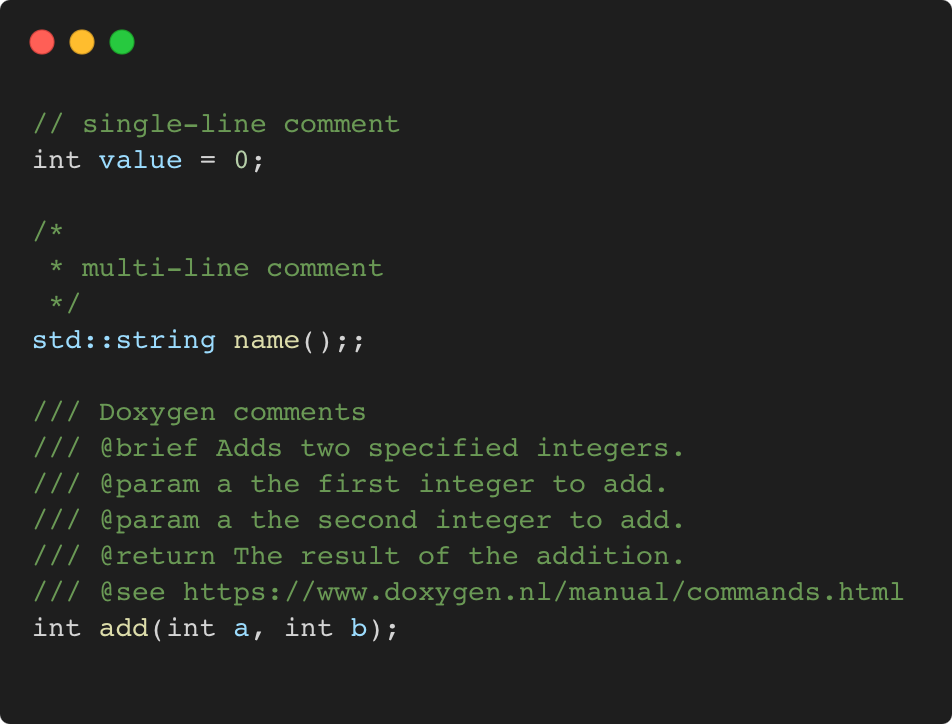 // single-line comment
int value = 0;
/*
 * multi-line comment
 */
std::string name();;
/// Doxygen comments
/// @brief Adds two specified integers.
/// @param a the first integer to add.
/// @param a the second integer to add.
/// @return The result of the addition.
/// @see https://www.doxygen.nl/manual/commands.html
int add(int a, int b);